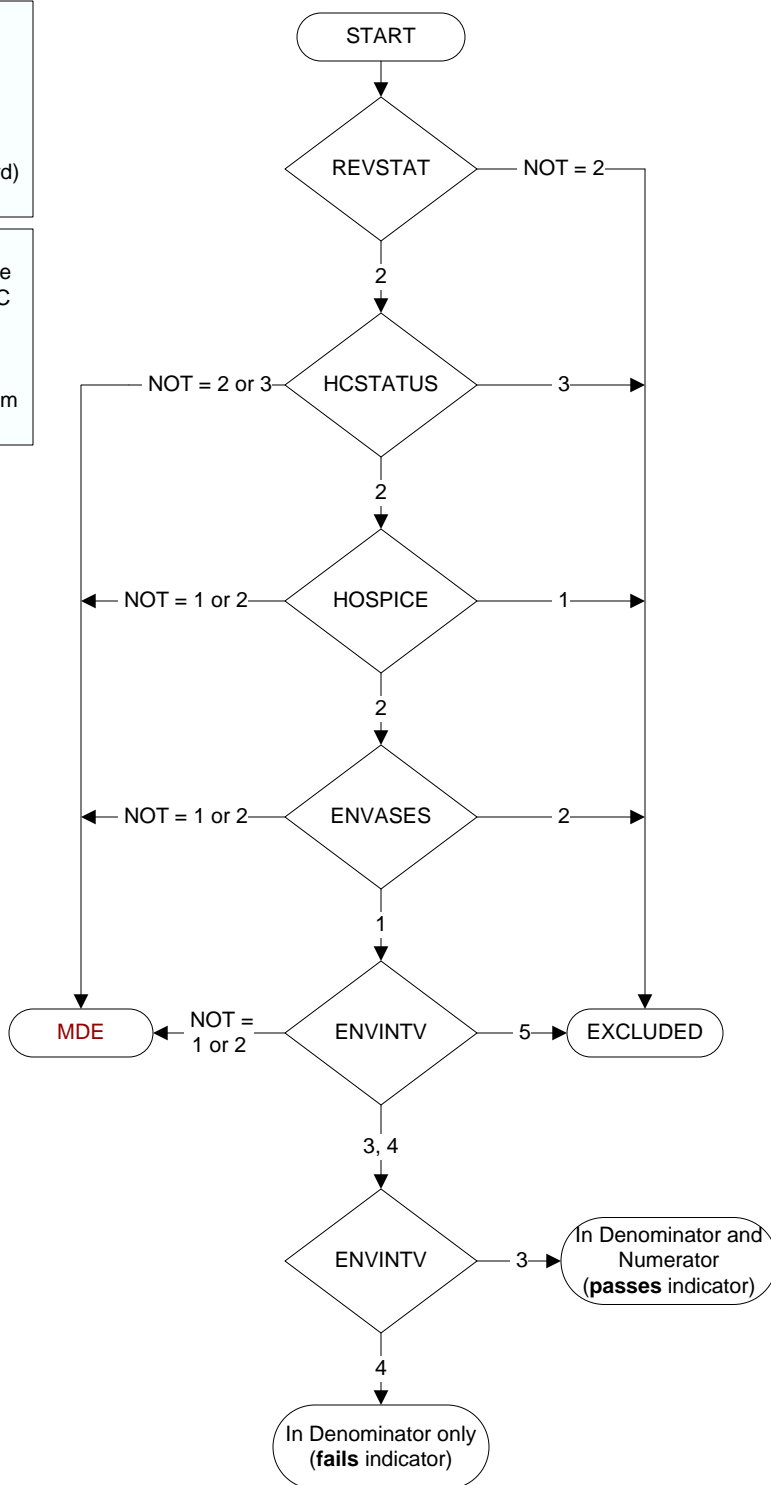 START
d)
REVSTAT
NOT = 2
2
e
C
m
NOT = 2 or 3
HCSTATUS
3
2
NOT = 1 or 2
HOSPICE
1
2
NOT = 1 or 2
ENVASES
2
1
MDE
NOT =
1 or 2
ENVINTV
5
EXCLUDED
3, 4
ENVINTV
3
In Denominator and
Numerator
(passes indicator)
4
In Denominator only
(fails indicator)